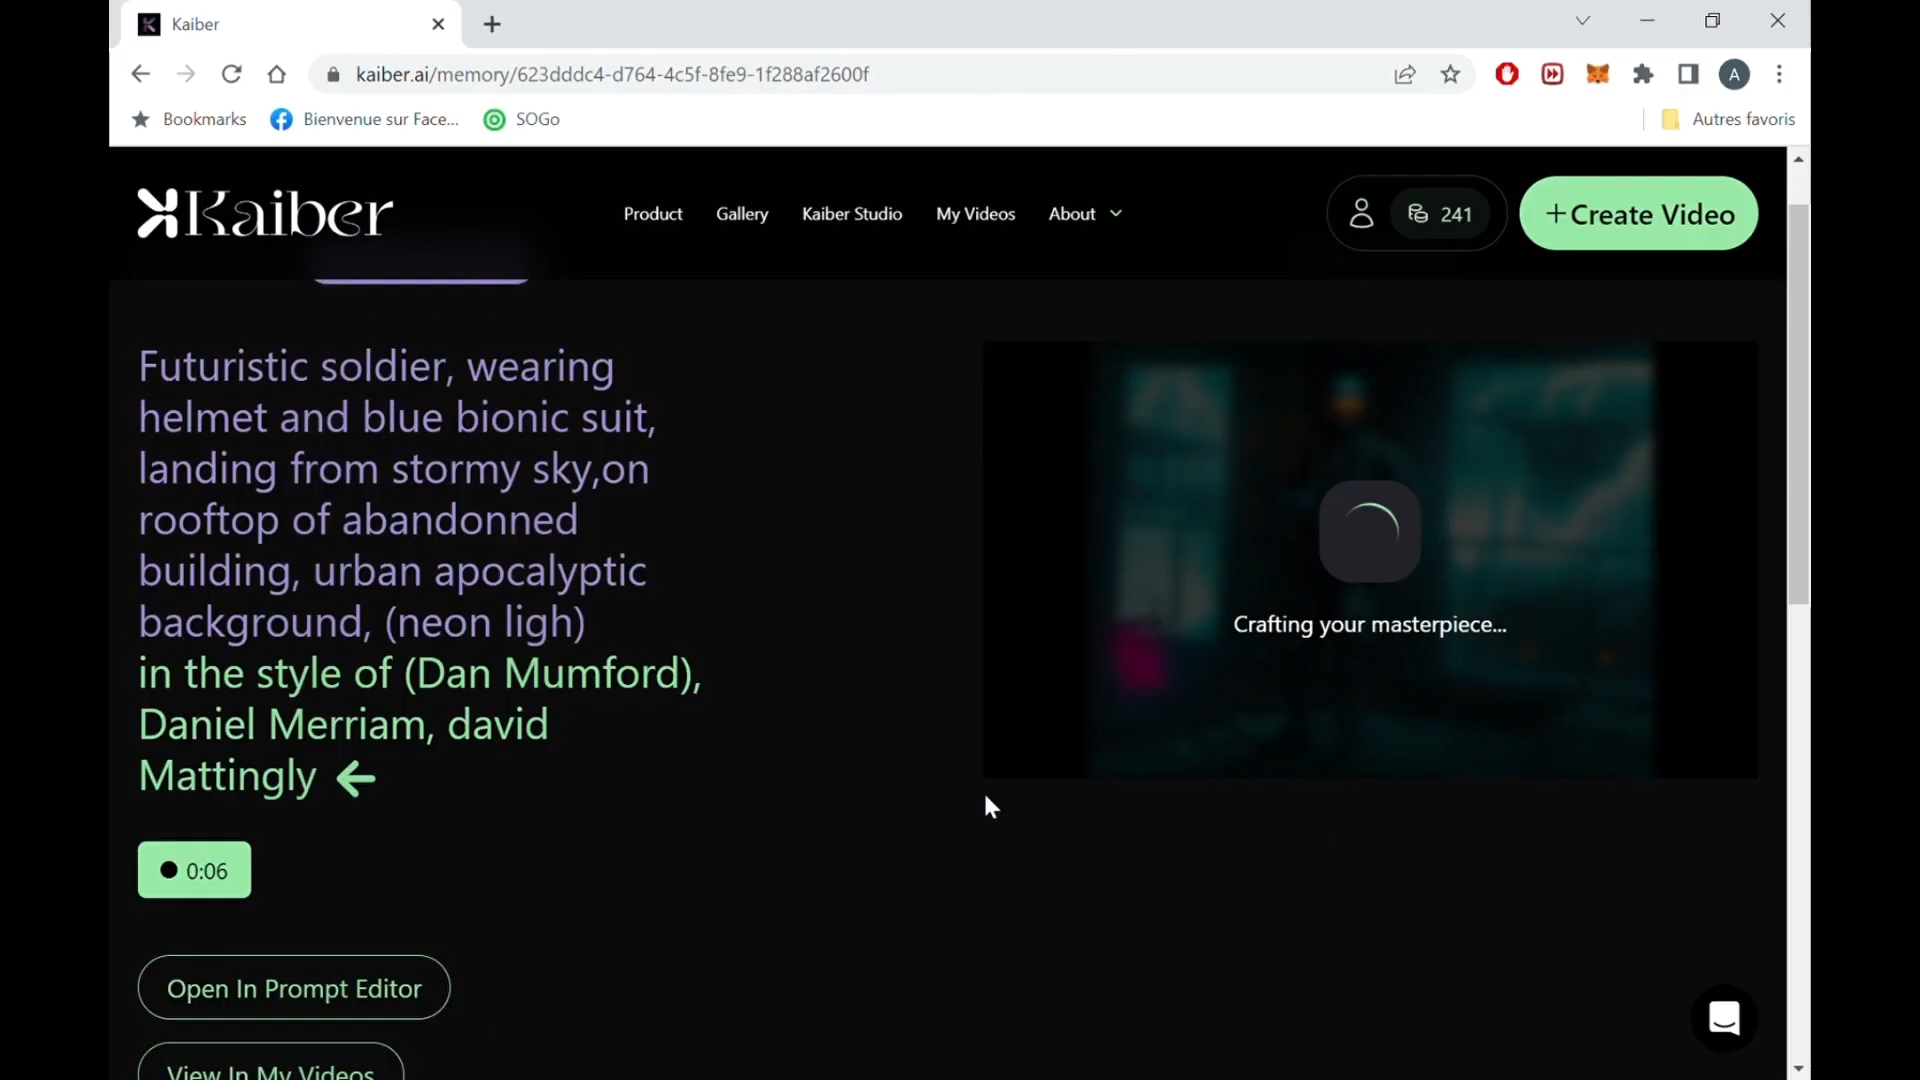 Kaiber
kaiber.ai/memory/623dddc4-d764-4c5f-8fe9-1f288af2600f
A
Bookmarks
Bienvenue sur Face...
SOGo
Autres favoris
Kaiber
Product
Gallery
Kaiber Studio
My Videos
About
241
+Create Video
Futuristic soldier, wearing
helmet and blue bionic suit,
landing from stormy sky,on
rooftop of abandonned
building, urban apocalyptic
background, (neon ligh)
in the style of (Dan Mumford),
Daniel Merriam, david
Mattingly
Crafting your masterpiece...
0:06
Open In Prompt Editor
View In My Videos